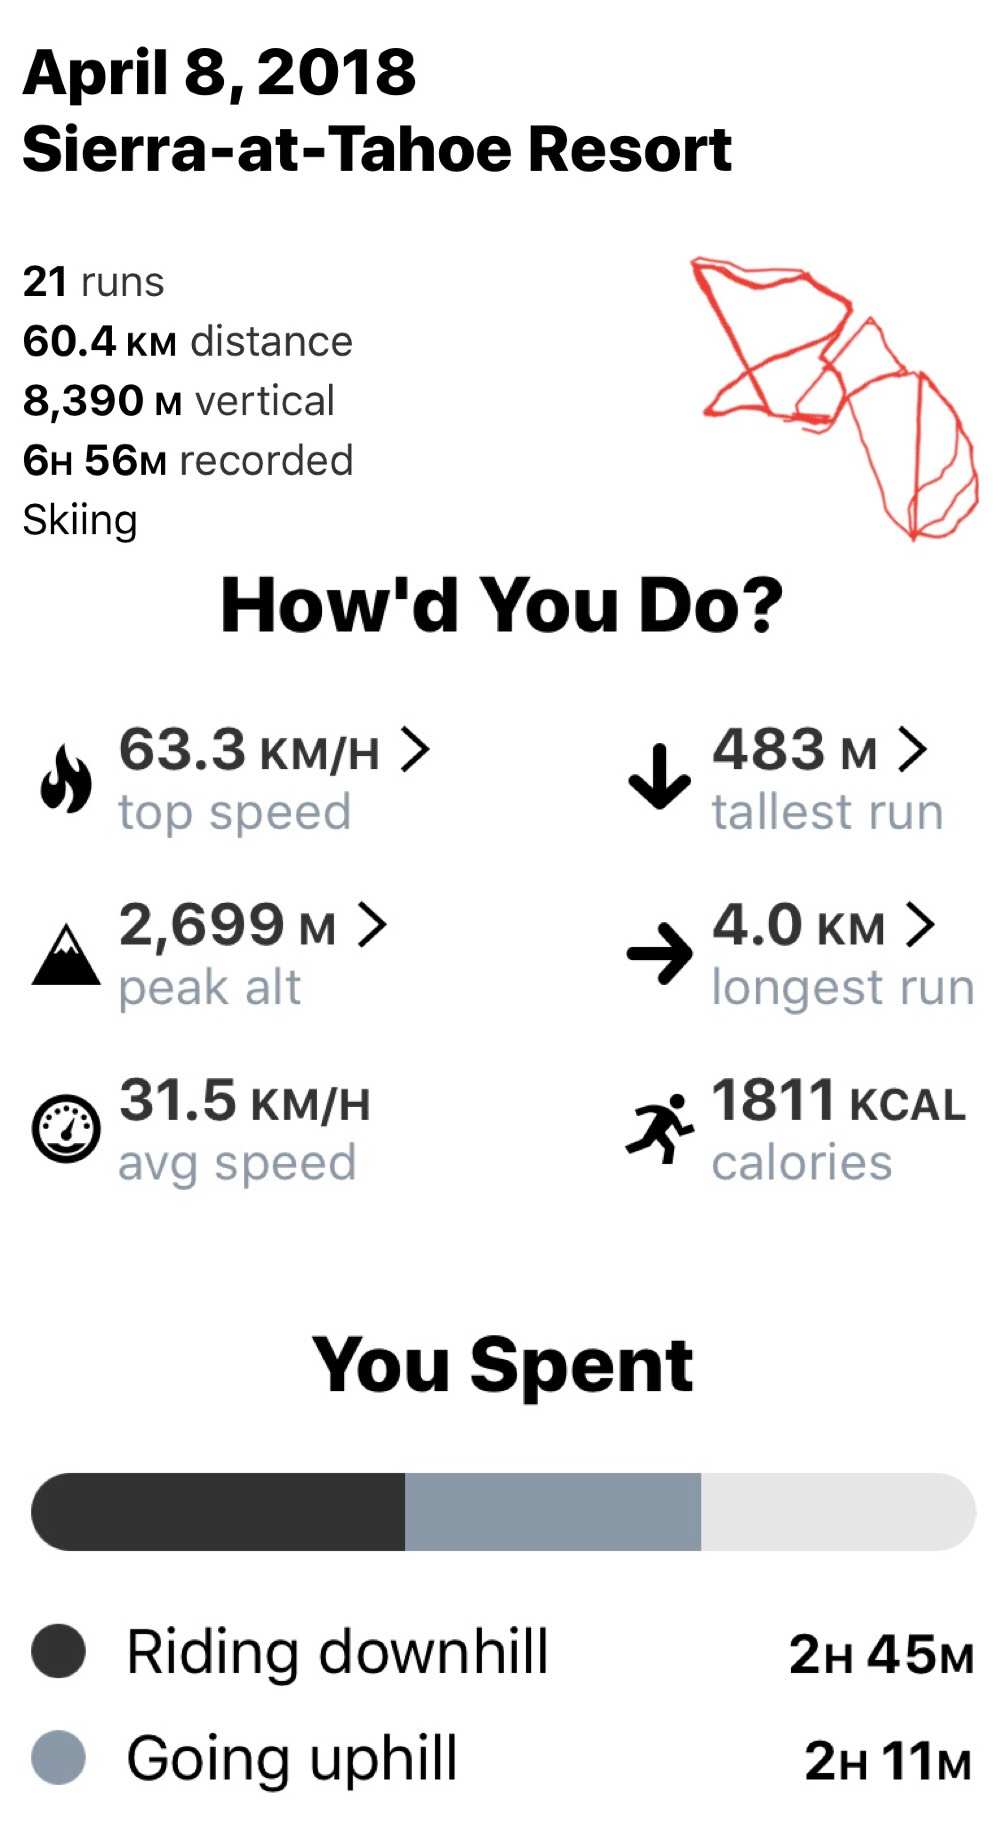 April 8, 2018
Sierra-at-Tahoe Resort
21 runs
60.4 KM distance
8,390 M vertical
6H 56M recorded
Skiing
How'd You Do?
63.3 KM/H >
top speed
483 M >
tallest run
2,699 M >
peak alt
4.0 KM >
longest run
31.5 KM/H
avg speed
1811 KCAL
calories
You Spent
Riding downhill 2H 45M
Going uphill 2H 11M